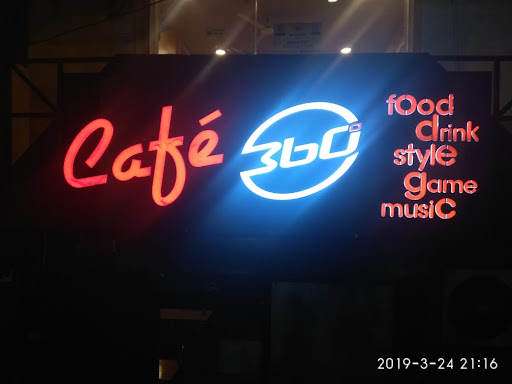 Café 360°
food
drink
style
game
musiC
2019-3-24 21:16